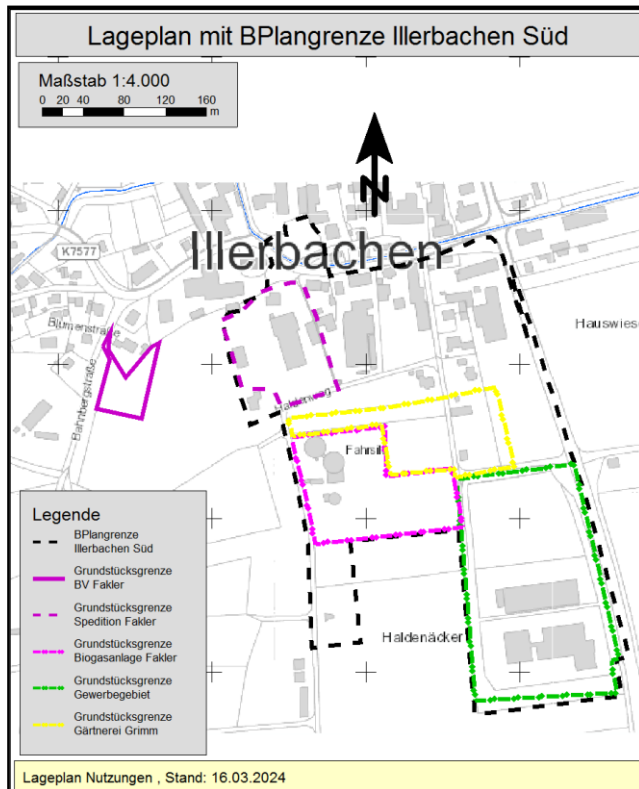 Lageplan mit BPlangrenze Illerbachen Süd
Maßstab 1:4.000
0 20 40 80 120 160
m
N
K7577
Illerbachen
Blumenstraße
Hauswiese
Bahnbergstraße
Haldenweg
Haldenäcker
Legende
BPlangrenze
Illerbachen Süd
Grundstücksgrenze
BV Fakler
Grundstücksgrenze
Spedition Fakler
Grundstücksgrenze
Biogasanlage Fakler
Grundstücksgrenze
Gewerbegebiet
Grundstücksgrenze
Gärtnerei Grimm
Lageplan Nutzungen , Stand: 16.03.2024